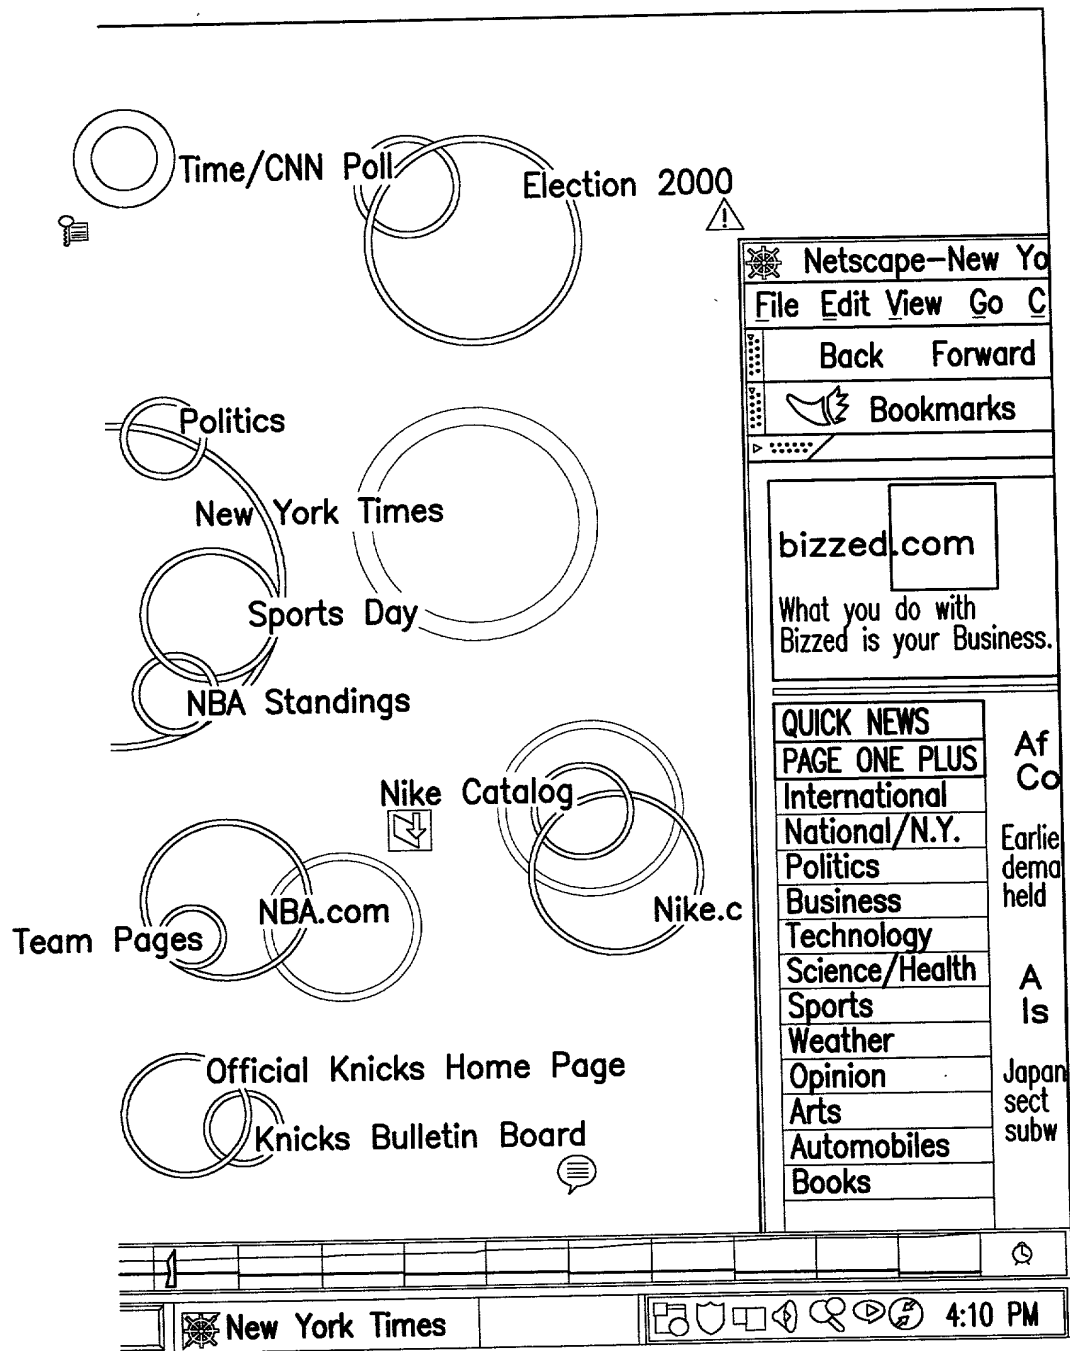 Time/CNN Poll
Election 2000
Netscape–New Yo
File Edit View Go C
Back Forward
Bookmarks
Politics
New York Times
Sports Day
NBA Standings
bizzed.com
What you do with
Bizzed is your Business.
Nike Catalog
NBA.com
Nike.c
Team Pages
Official Knicks Home Page
Knicks Bulletin Board
QUICK NEWS
PAGE ONE PLUS
International
National/N.Y.
Politics
Business
Technology
Science/Health
Sports
Weather
Opinion
Arts
Automobiles
Books
Af
Co
Earlie
dema
held
A
Is
Japan
sect
subw
New York Times
4:10 PM